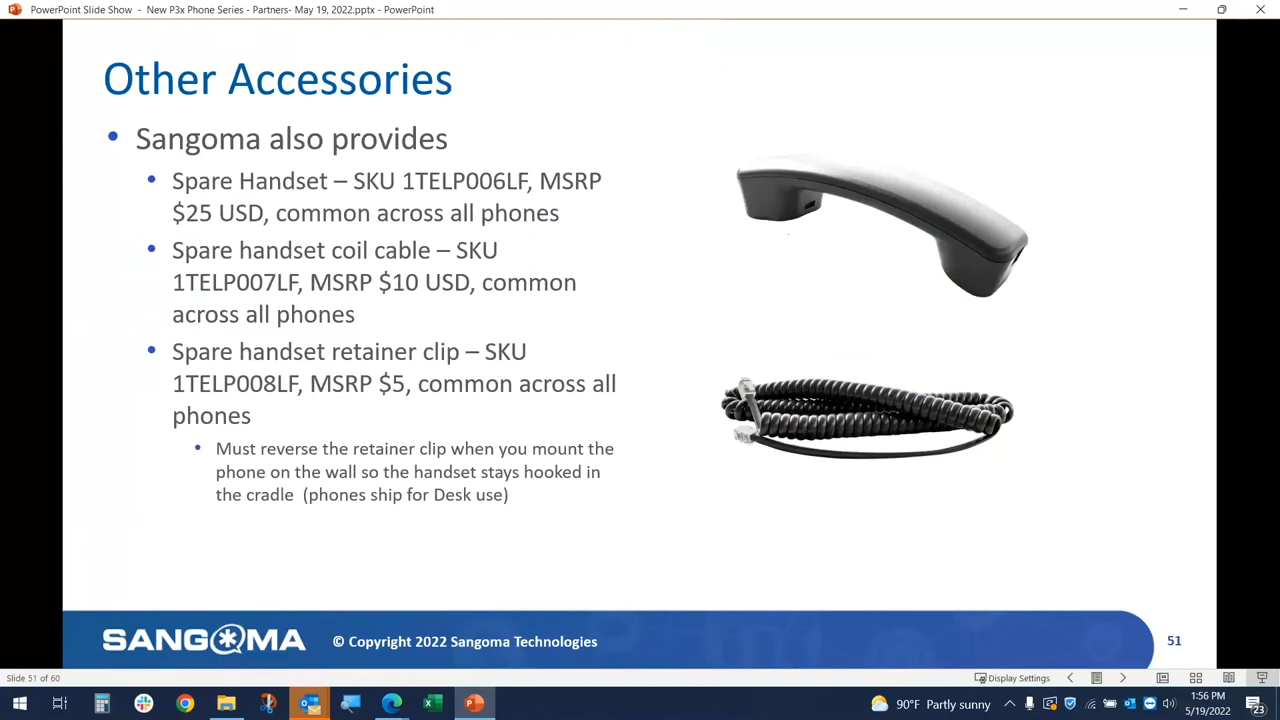 PowerPoint Slide Show - New P3x Phone Series - Partners- May 19, 2022.pptx - PowerPoint
Other Accessories
• Sangoma also provides
• Spare Handset – SKU 1TELP006LF, MSRP
$25 USD, common across all phones
• Spare handset coil cable – SKU
1TELP007LF, MSRP $10 USD, common
across all phones
• Spare handset retainer clip – SKU
1TELP008LF, MSRP $5, common across all
phones
• Must reverse the retainer clip when you mount the
phone on the wall so the handset stays hooked in
the cradle (phones ship for Desk use)
SANGOMA
© Copyright 2022 Sangoma Technologies
51
Slide 51 of 60
Display Settings
90°F Partly sunny
1:56 PM
5/19/2022
23